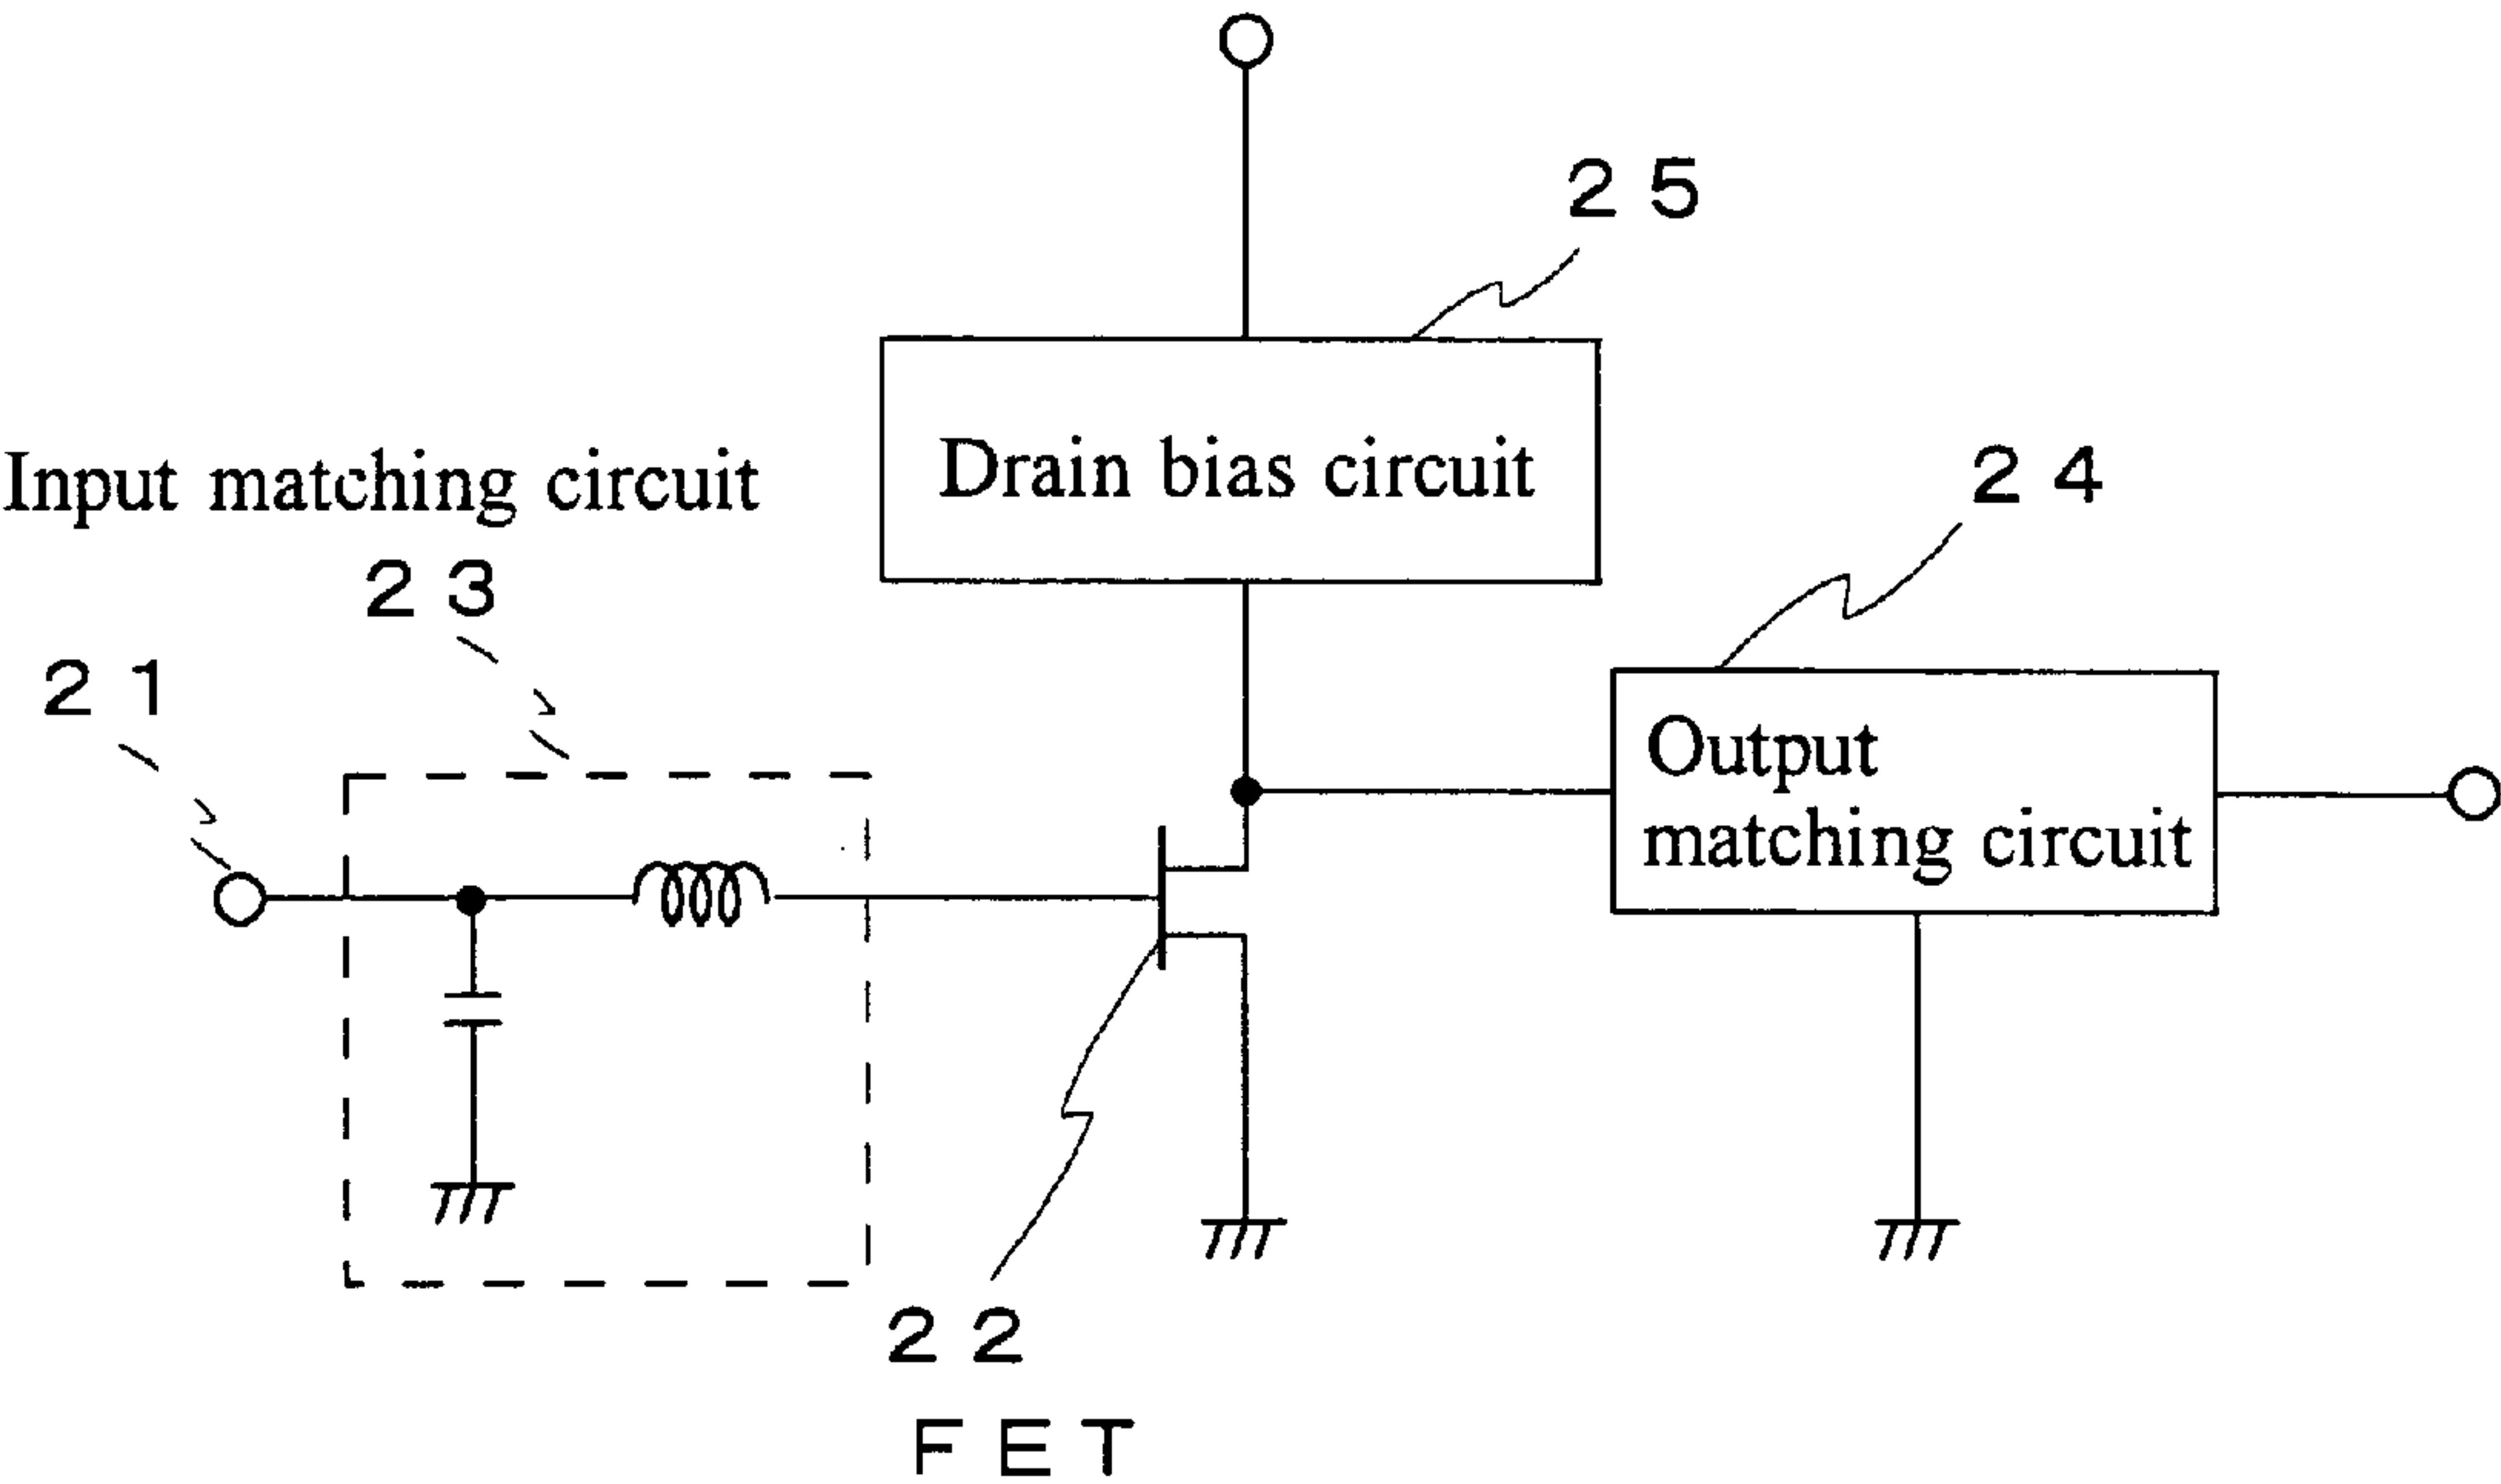 25
Drain bias circuit
Input matching circuit
23
24
21
Output
matching circuit
22
FET